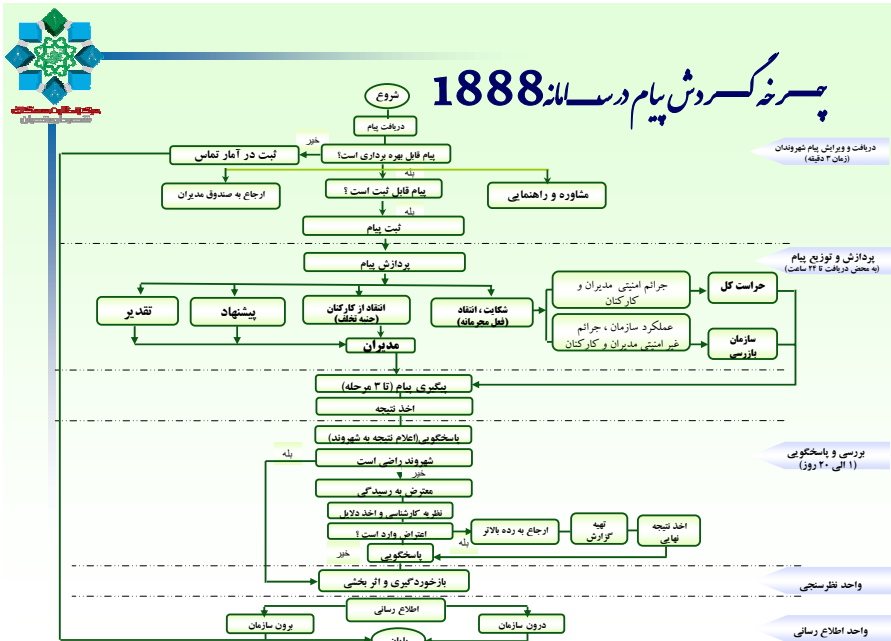 چـــرخه گـــردش پیام در ســـامانه 1888
شروع
دریافت پیام
دریافت و ویرایش پیام شهروندان
(زمان ۳ دقیقه)
خیر
پیام قابل بهره برداری است؟
ثبت در آمار تماس
بله
ارجاع به صندوق مدیران
پیام قابل ثبت است ؟
مشاوره و راهنمایی
بله
ثبت پیام
پردازش و توزیع پیام
(به محض دریافت تا ۲۴ ساعت)
پردازش پیام
جرائم امنیتی مدیران و
کارکنان
حراست کل
شکایت ، انتقاد
(فعل مجرمانه)
انتقاد از کارکنان
(جنبه تخلف)
پیشنهاد
تقدیر
عملکرد سازمان ، جرائم
غیر امنیتی مدیران و کارکنان
سازمان
بازرسی
مدیران
پیگیری پیام (تا ۳ مرحله)
اخذ نتیجه
پاسخگویی(اعلام نتیجه به شهروند)
بررسی و پاسخگویی
(۱ الی ۲۰ روز)
بله
شهروند راضی است
خیر
معترض به رسیدگی
نظریه کارشناسی و اخذ دلایل
اعتراض وارد است ؟
ارجاع به رده بالاتر
تهیه
گزارش
اخذ نتیجه
نهایی
بله
خیر
پاسخگویی
بازخوردگیری و اثر بخشی
واحد نظرسنجی
اطلاع رسانی
درون سازمان
برون سازمان
واحد اطلاع رسانی